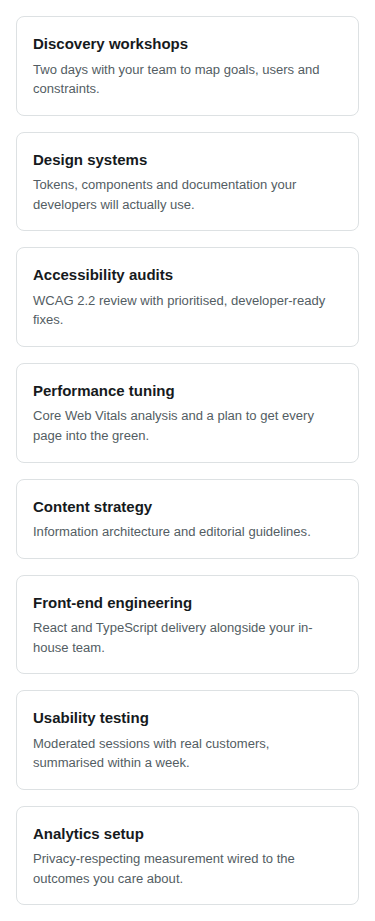 Discovery workshops
Two days with your team to map goals, users and
constraints.
Design systems
Tokens, components and documentation your
developers will actually use.
Accessibility audits
WCAG 2.2 review with prioritised, developer-ready
fixes.
Performance tuning
Core Web Vitals analysis and a plan to get every
page into the green.
Content strategy
Information architecture and editorial guidelines.
Front-end engineering
React and TypeScript delivery alongside your in-
house team.
Usability testing
Moderated sessions with real customers,
summarised within a week.
Analytics setup
Privacy-respecting measurement wired to the
outcomes you care about.